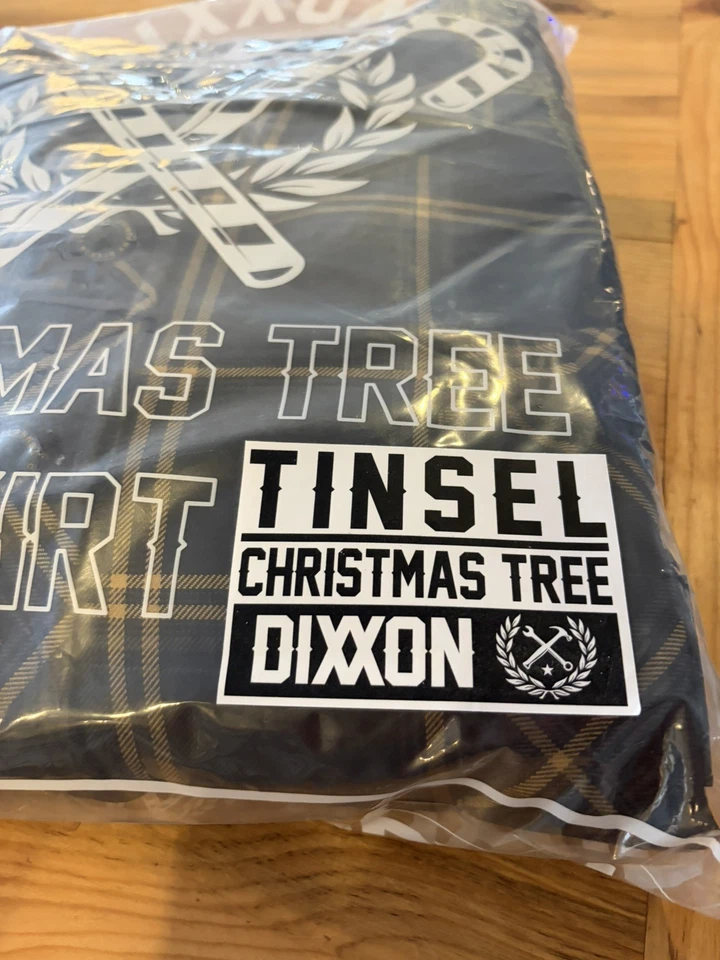 MAS TREE
IRT
TINSEL
CHRISTMAS TREE
DIXXON